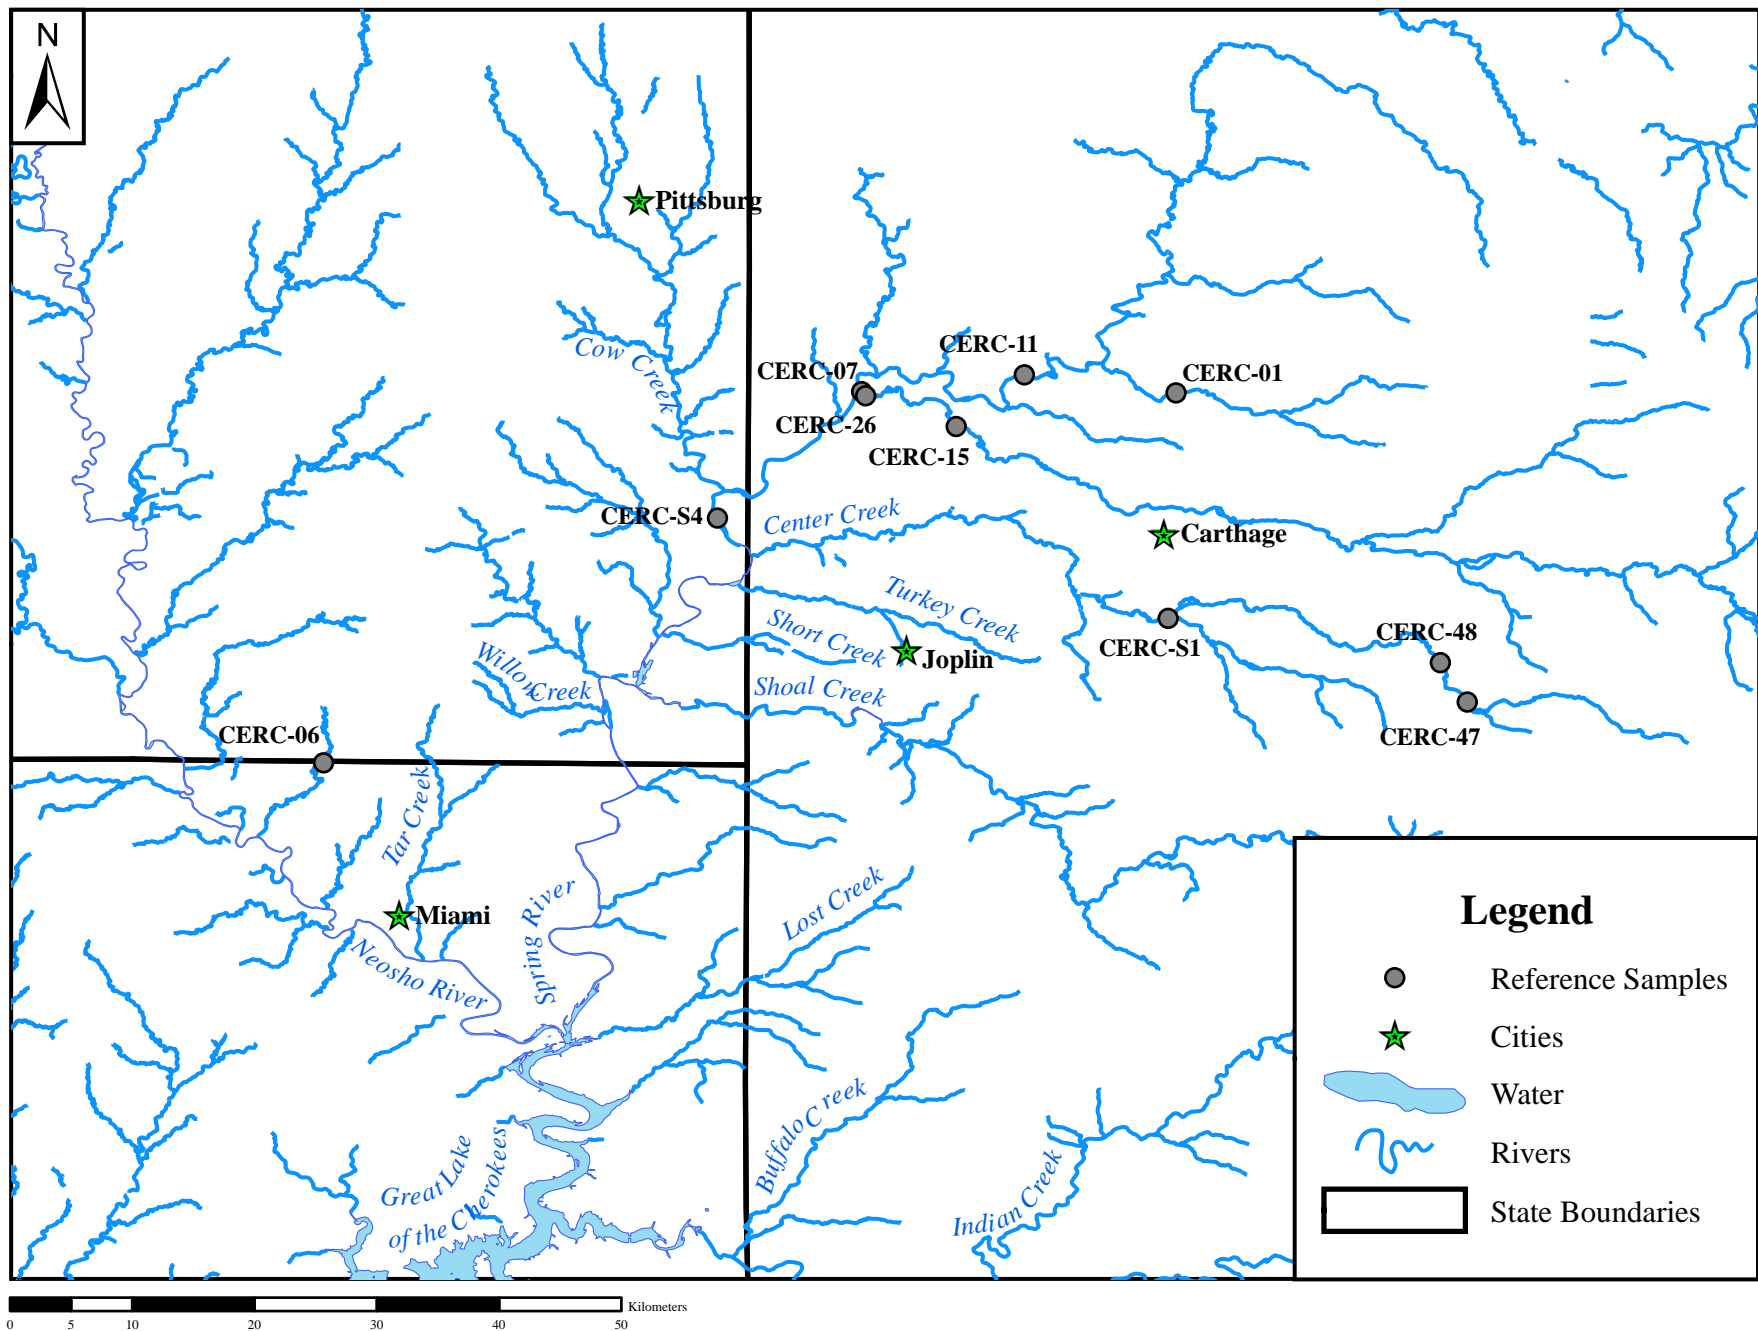 N
Pittsburg
Cow Creek
CERC-11
CERC-07
CERC-01
CERC-26
CERC-15
CERC-S4
Center Creek
Carthage
Turkey Creek
Short Creek
CERC-48
CERC-S1
Joplin
Willow
Creek
Shoal Creek
CERC-06
CERC-47
Tar Creek
Miami
Spring River
Lost Creek
Neosho River
Buffalo Creek
Great Lake
of the Cherokees
Indian Creek
Legend
Reference Samples
Cities
Water
Rivers
State Boundaries
Kilometers
0 5 10 20 30 40 50